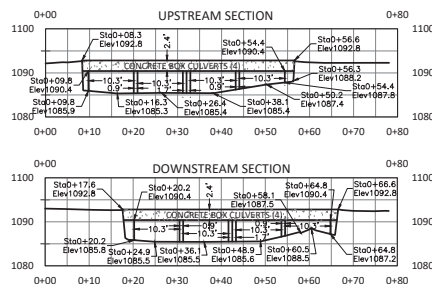 UPSTREAM SECTION
0+00
0+80
1100
1100
Sta0+08.3
Elev1092.8
2.4'
Sta0+54.4
Elev1090.4
Sta0+56.6
Elev1092.8
CONCRETE BOX CULVERTS (4)
1090
1090
Sta0+09.8
Elev1090.4
10.3'
10.3'
10.3'
10.3'
0.9'
0.9'
Sta0+56.3
Elev1088.2
Sta0+54.4
Elev1087.8
Sta0+09.8
Elev1085.9
Sta0+16.3
Elev1085.3
Sta0+26.4
Elev1085.4
Sta0+38.1
Elev1085.4
Sta0+50.2
Elev1087.4
1080
1080
0+00
0+10
0+20
0+30
0+40
0+50
0+60
0+70
0+80
DOWNSTREAM SECTION
0+00
0+80
1100
1100
Sta0+17.6
Elev1092.8
Sta0+20.2
Elev1090.4
2.4'
Sta0+58.1
Elev1087.5
Sta0+64.8
Elev1090.4
Sta0+66.6
Elev1092.8
CONCRETE BOX CULVERTS (4)
1090
1090
10.3'
0.9'
10.3'
10.3'
0.9'
1.7'
10.3'
Sta0+20.2
Elev1085.8
Sta0+24.9
Elev1085.5
Sta0+36.1
Elev1085.5
Sta0+48.9
Elev1085.6
Sta0+60.5
Elev1088.5
Sta0+64.8
Elev1087.2
1080
1080
0+00
0+10
0+20
0+30
0+40
0+50
0+60
0+70
0+80